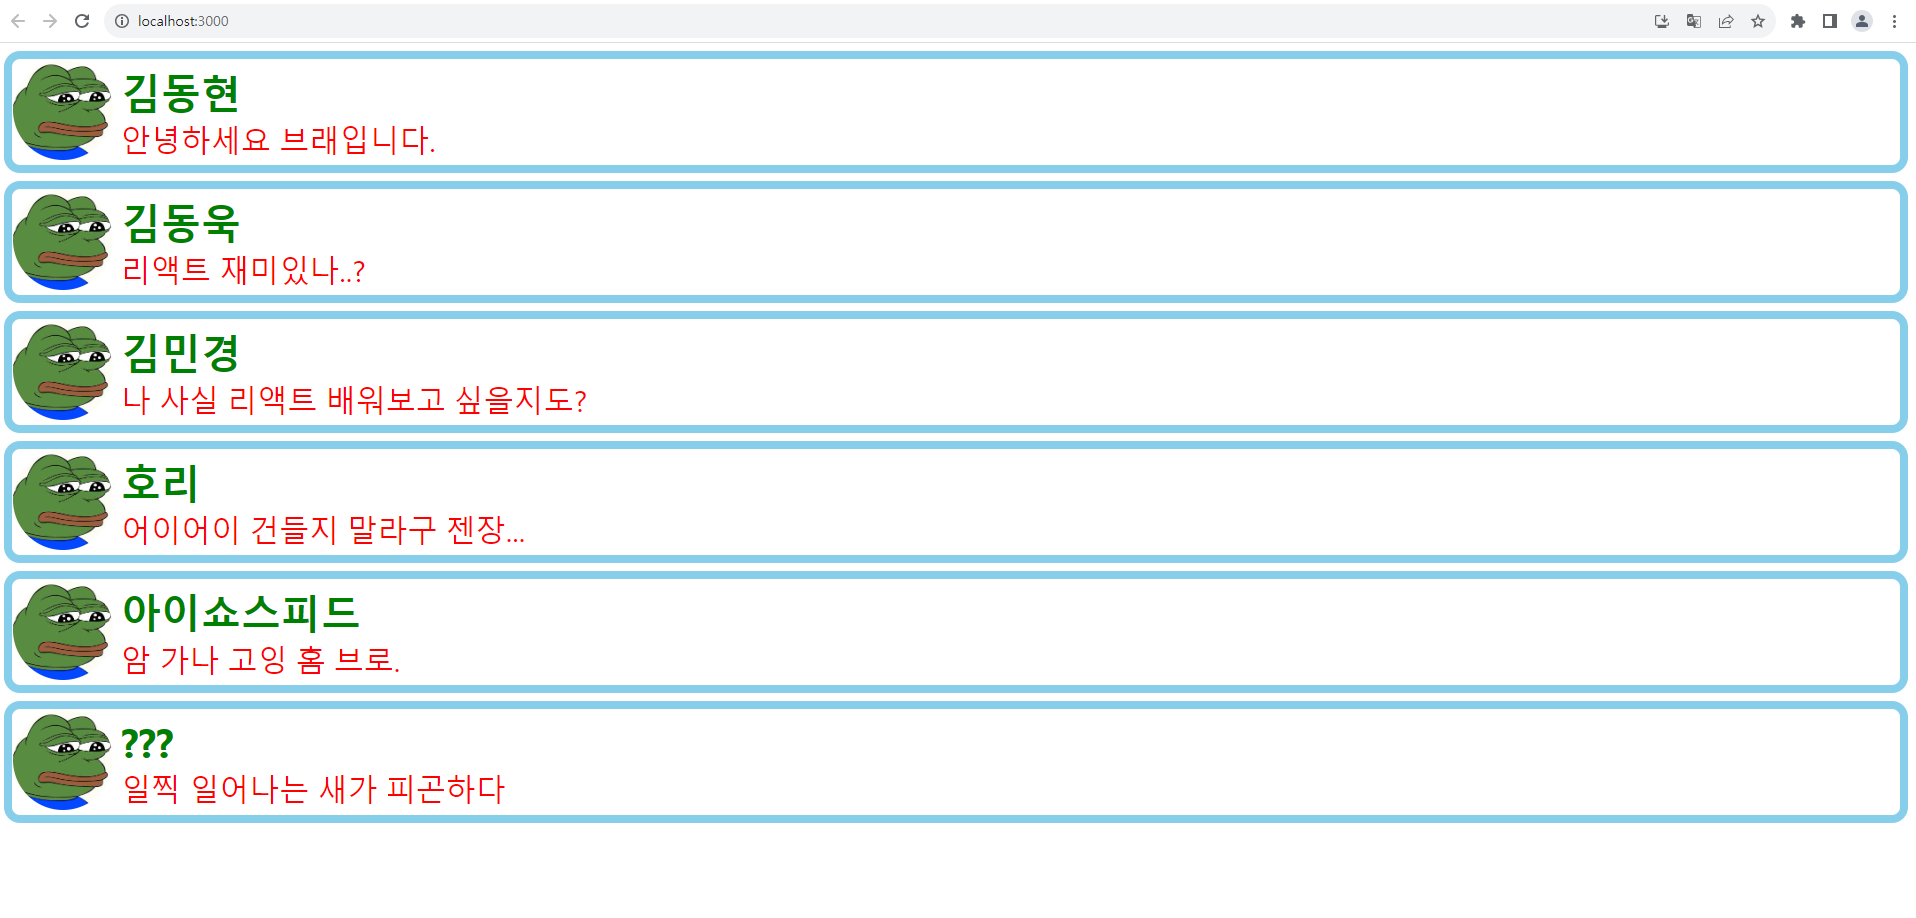 localhost:3000
김동현
안녕하세요 브래입니다.
김동욱
리액트 재미있나..?
김민경
나 사실 리액트 배워보고 싶을지도?
호리
어이어이 건들지 말라구 젠장...
아이쇼스피드
암 가나 고잉 홈 브로.
???
일찍 일어나는 새가 피곤하다